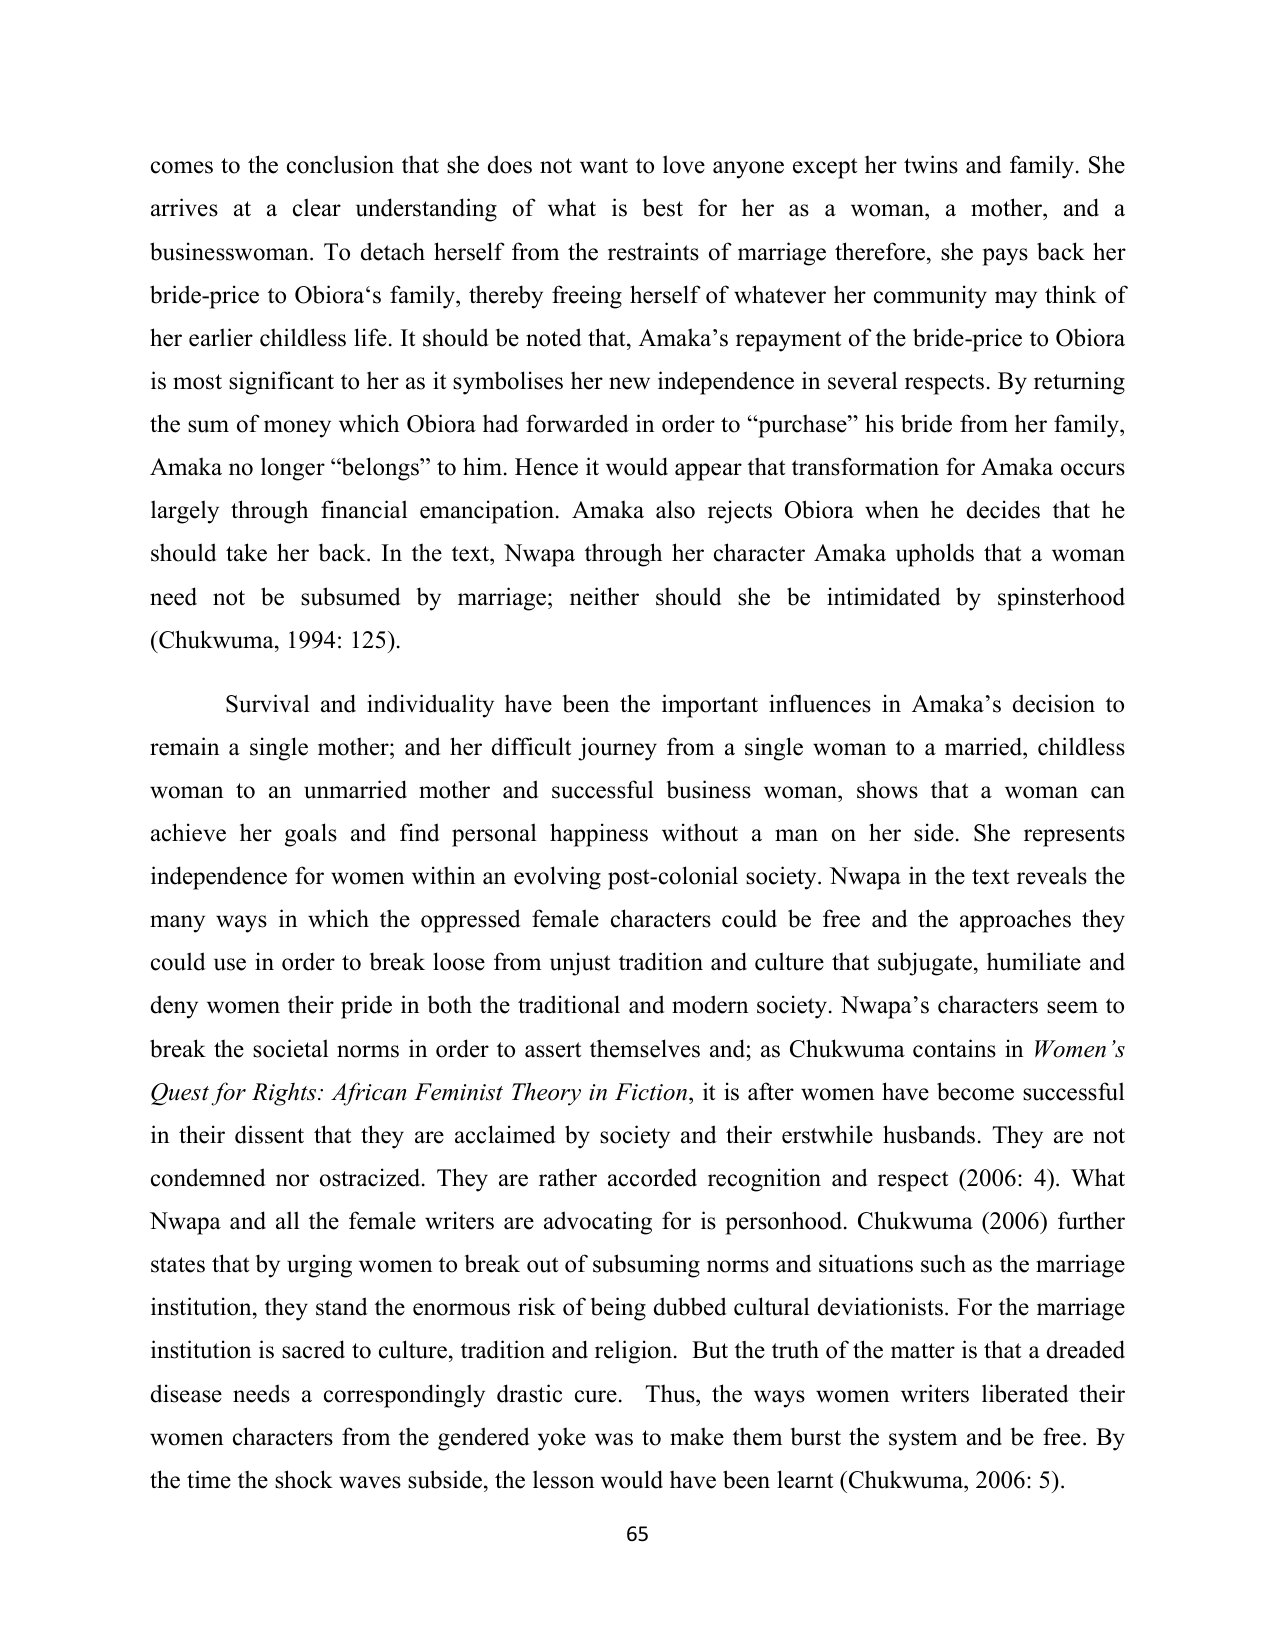 comes to the conclusion that she does not want to love anyone except her twins and family. She
arrives at a clear understanding of what is best for her as a woman, a mother, and a
businesswoman. To detach herself from the restraints of marriage therefore, she pays back her
bride-price to Obiora‘s family, thereby freeing herself of whatever her community may think of
her earlier childless life. It should be noted that, Amaka’s repayment of the bride-price to Obiora
is most significant to her as it symbolises her new independence in several respects. By returning
the sum of money which Obiora had forwarded in order to “purchase” his bride from her family,
Amaka no longer “belongs” to him. Hence it would appear that transformation for Amaka occurs
largely through financial emancipation. Amaka also rejects Obiora when he decides that he
should take her back. In the text, Nwapa through her character Amaka upholds that a woman
need not be subsumed by marriage; neither should she be intimidated by spinsterhood
(Chukwuma, 1994: 125).
Survival and individuality have been the important influences in Amaka’s decision to
remain a single mother; and her difficult journey from a single woman to a married, childless
woman to an unmarried mother and successful business woman, shows that a woman can
achieve her goals and find personal happiness without a man on her side. She represents
independence for women within an evolving post-colonial society. Nwapa in the text reveals the
many ways in which the oppressed female characters could be free and the approaches they
could use in order to break loose from unjust tradition and culture that subjugate, humiliate and
deny women their pride in both the traditional and modern society. Nwapa’s characters seem to
break the societal norms in order to assert themselves and; as Chukwuma contains in Women’s
Quest for Rights: African Feminist Theory in Fiction, it is after women have become successful
in their dissent that they are acclaimed by society and their erstwhile husbands. They are not
condemned nor ostracized. They are rather accorded recognition and respect (2006: 4). What
Nwapa and all the female writers are advocating for is personhood. Chukwuma (2006) further
states that by urging women to break out of subsuming norms and situations such as the marriage
institution, they stand the enormous risk of being dubbed cultural deviationists. For the marriage
institution is sacred to culture, tradition and religion.  But the truth of the matter is that a dreaded
disease needs a correspondingly drastic cure.  Thus, the ways women writers liberated their
women characters from the gendered yoke was to make them burst the system and be free. By
the time the shock waves subside, the lesson would have been learnt (Chukwuma, 2006: 5).
65